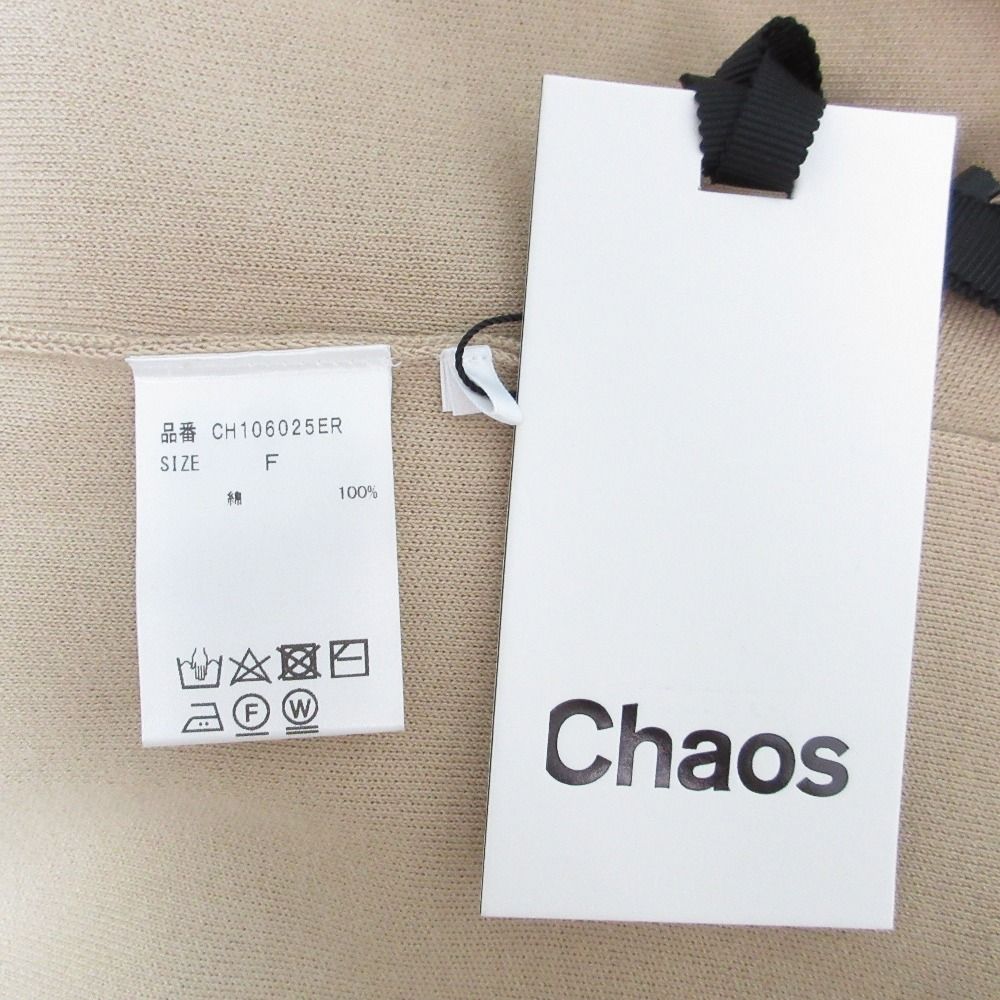 品番 CH106025ER
SIZE F
綿 100%
F W
Chaos